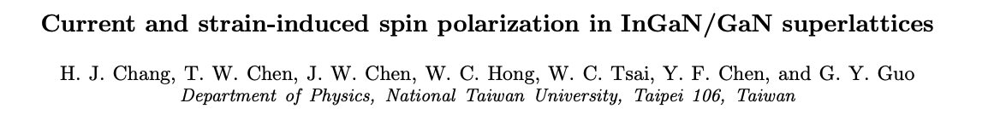 Current and strain-induced spin polarization in InGaN/GaN superlattices
H. J. Chang, T. W. Chen, J. W. Chen, W. C. Hong, W. C. Tsai, Y. F. Chen, and G. Y. Guo
Department of Physics, National Taiwan University, Taipei 106, Taiwan